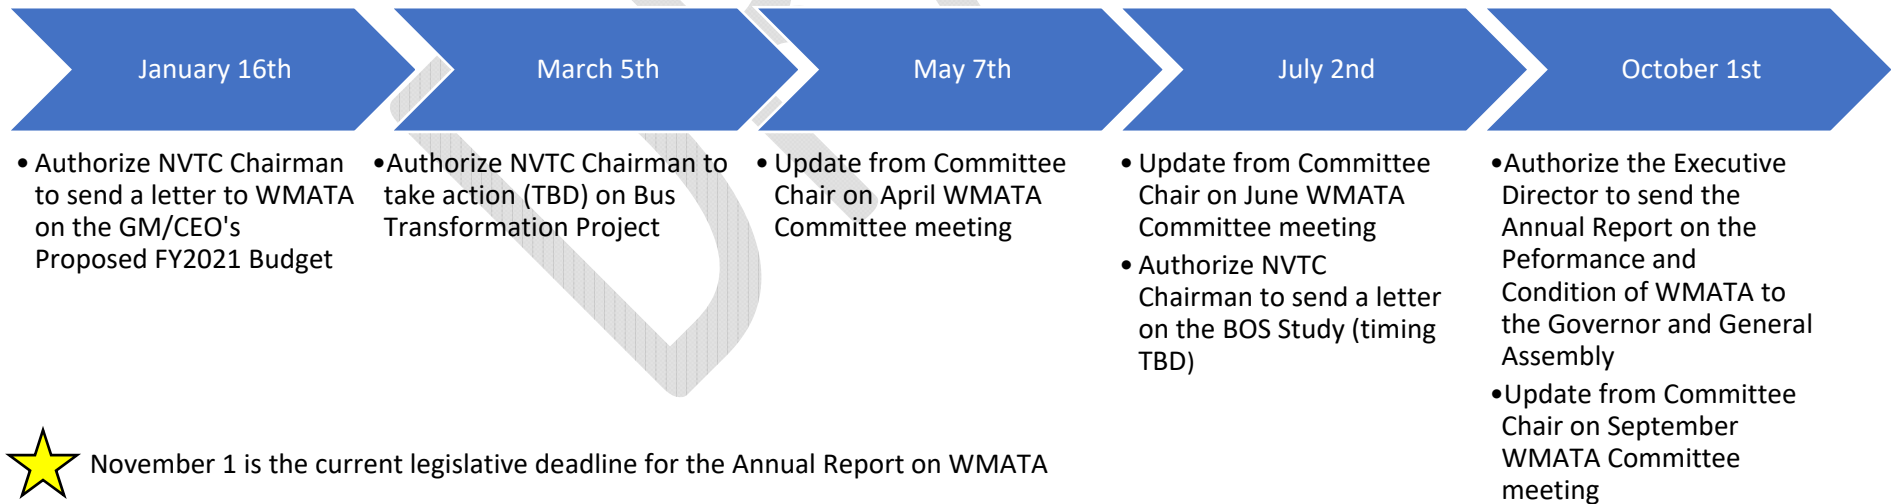 January 16th
March 5th
May 7th
July 2nd
October 1st
• Authorize NVTC Chairman
to send a letter to WMATA
on the GM/CEO's
Proposed FY2021 Budget
•Authorize NVTC Chairman to
take action (TBD) on Bus
Transformation Project
• Update from Committee
Chair on April WMATA
Committee meeting
• Update from Committee
Chair on June WMATA
Committee meeting
• Authorize NVTC
Chairman to send a letter
on the BOS Study (timing
TBD)
•Authorize the Executive
Director to send the
Annual Report on the
Peformance and
Condition of WMATA to
the Governor and General
Assembly
•Update from Committee
Chair on September
WMATA Committee
meeting
November 1 is the current legislative deadline for the Annual Report on WMATA